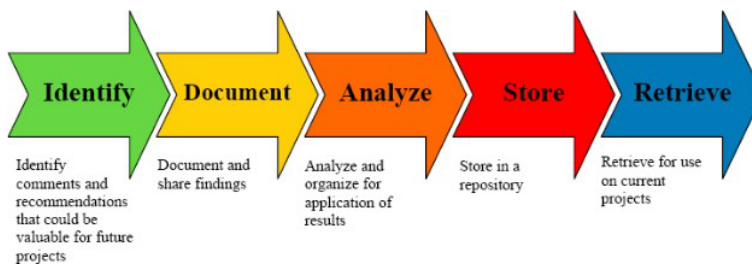 Identify
Document
Analyze
Store
Retrieve
Identify
comments and
recommendations
that could be
valuable for future
projects
Document and
share findings
Analyze and
organize for
application of
results
Store in a
repository
Retrieve for use
on current
projects